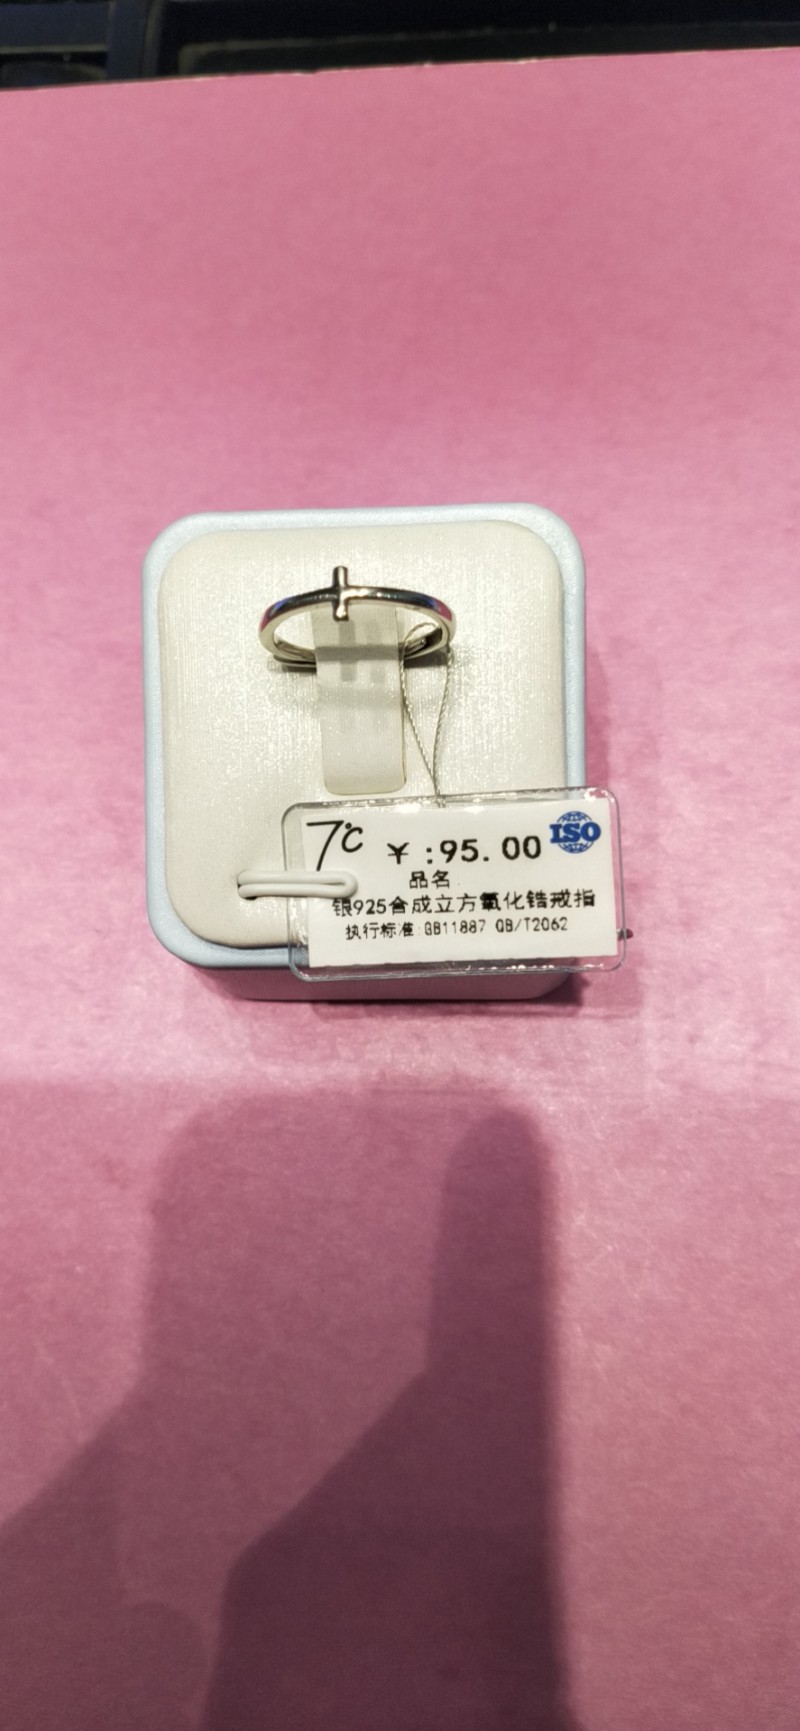 7℃ ¥:95.00 ISO
品名
银925合成立方氧化锆戒指
执行标准:GB11887 QB/T2062